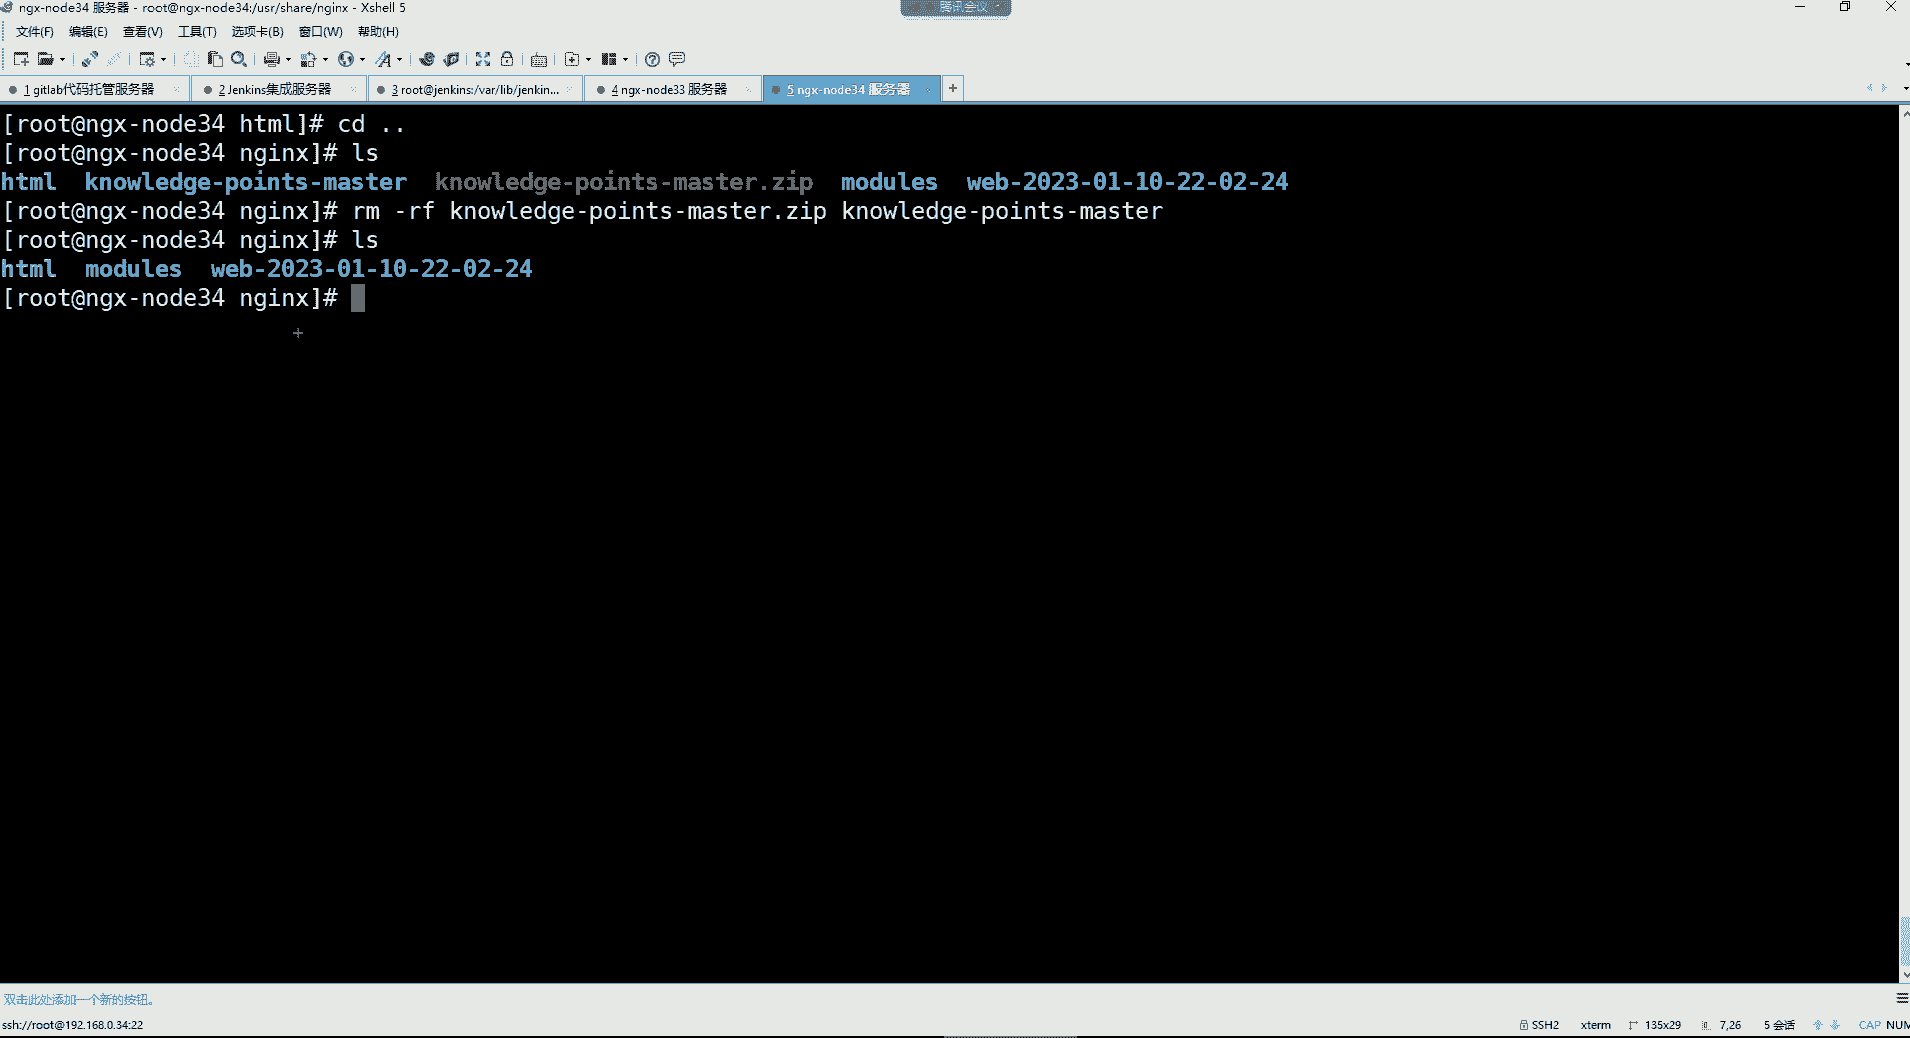 ngx-node34 服务器 - root@ngx-node34:/usr/share/nginx - Xshell 5
腾讯会议
文件(F) 编辑(E) 查看(V) 工具(T) 选项卡(B) 窗口(W) 帮助(H)
1 gitlab代码托管服务器 2 Jenkins集成服务器 3 root@jenkins:/var/lib/jenkin... 4 ngx-node33 服务器 5 ngx-node34 服务器
[root@ngx-node34 html]# cd ..
[root@ngx-node34 nginx]# ls
html knowledge-points-master knowledge-points-master.zip modules web-2023-01-10-22-02-24
[root@ngx-node34 nginx]# rm -rf knowledge-points-master.zip knowledge-points-master
[root@ngx-node34 nginx]# ls
html modules web-2023-01-10-22-02-24
[root@ngx-node34 nginx]#
双击此处添加一个新的按钮。
ssh://root@192.168.0.34:22 SSH2 xterm 135x29 7,26 5 会话 CAP NUM